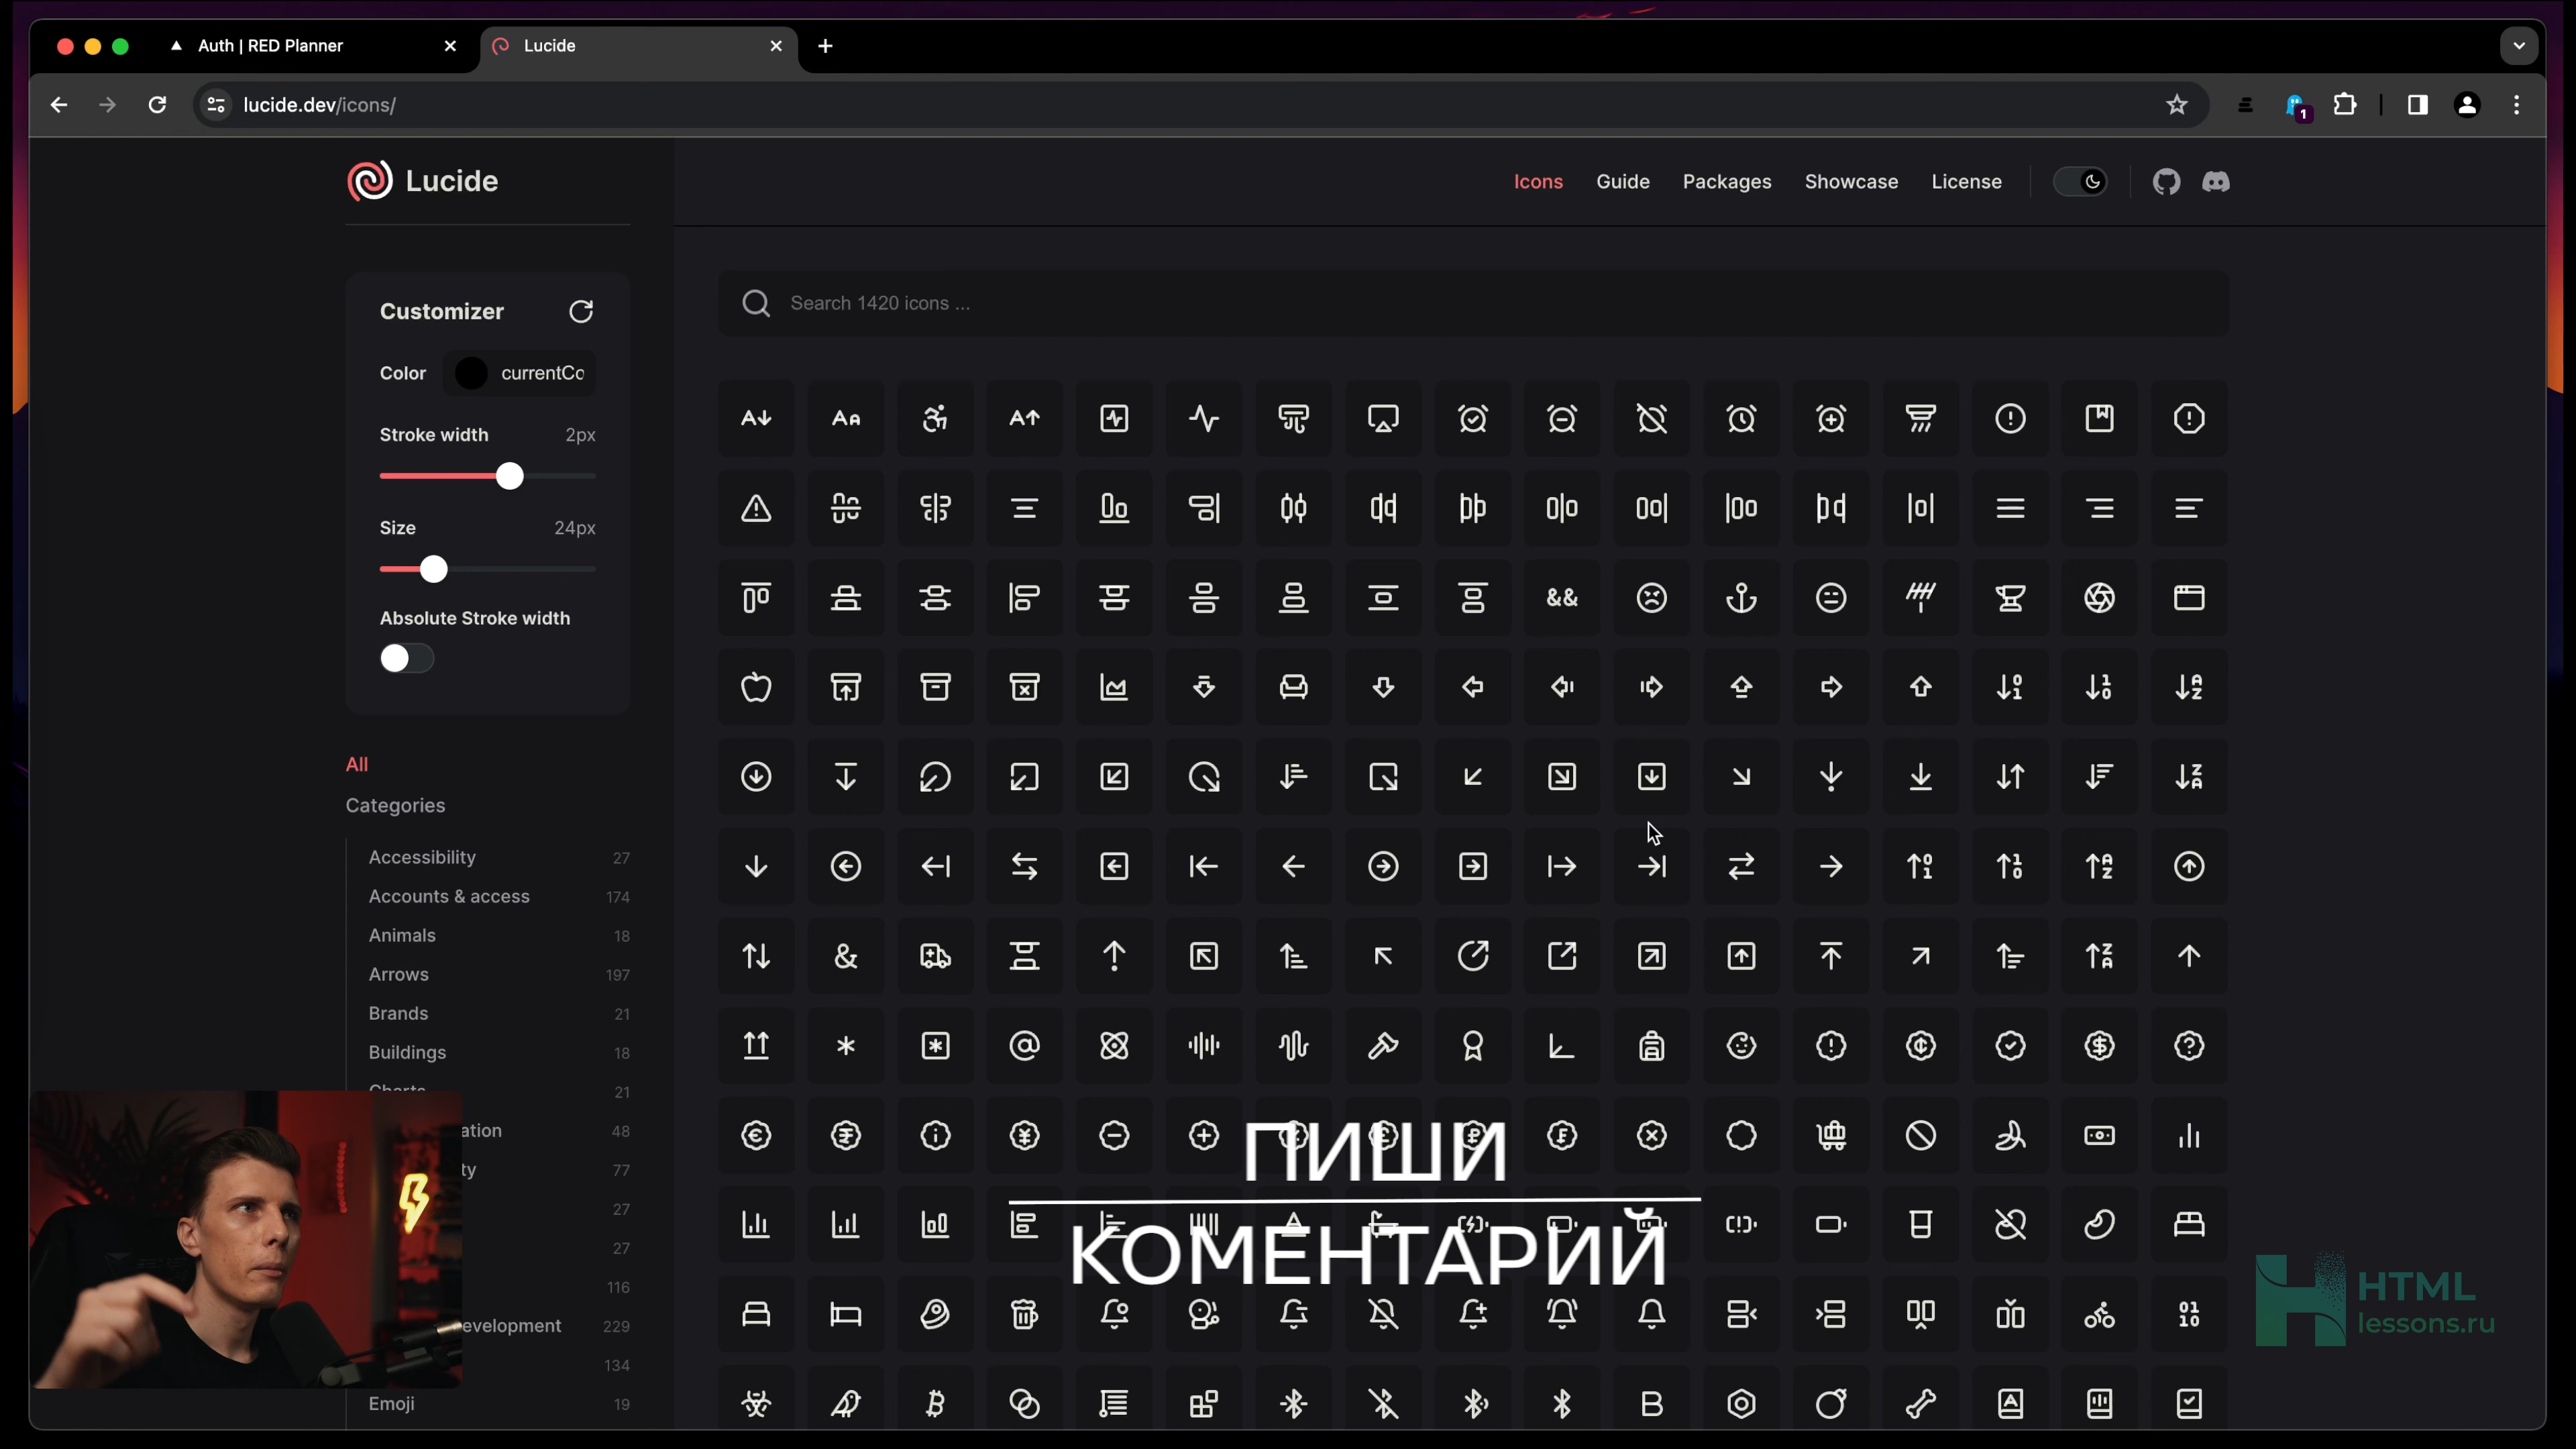 Auth | RED Planner
Lucide
lucide.dev/icons/
1
Lucide
Icons
Guide
Packages
Showcase
License
Customizer
Color
currentCo
Stroke width
2px
Size
24px
Absolute Stroke width
Search 1420 icons ...
All
Categories
Accessibility 27
Accounts & access 174
Animals 18
Arrows 197
Brands 21
Buildings 18
Charts 21
ation 48
ty 77
27
27
116
evelopment 229
134
Emoji 19
ПИШИ
КОМЕНТАРИЙ
HTML
lessons.ru